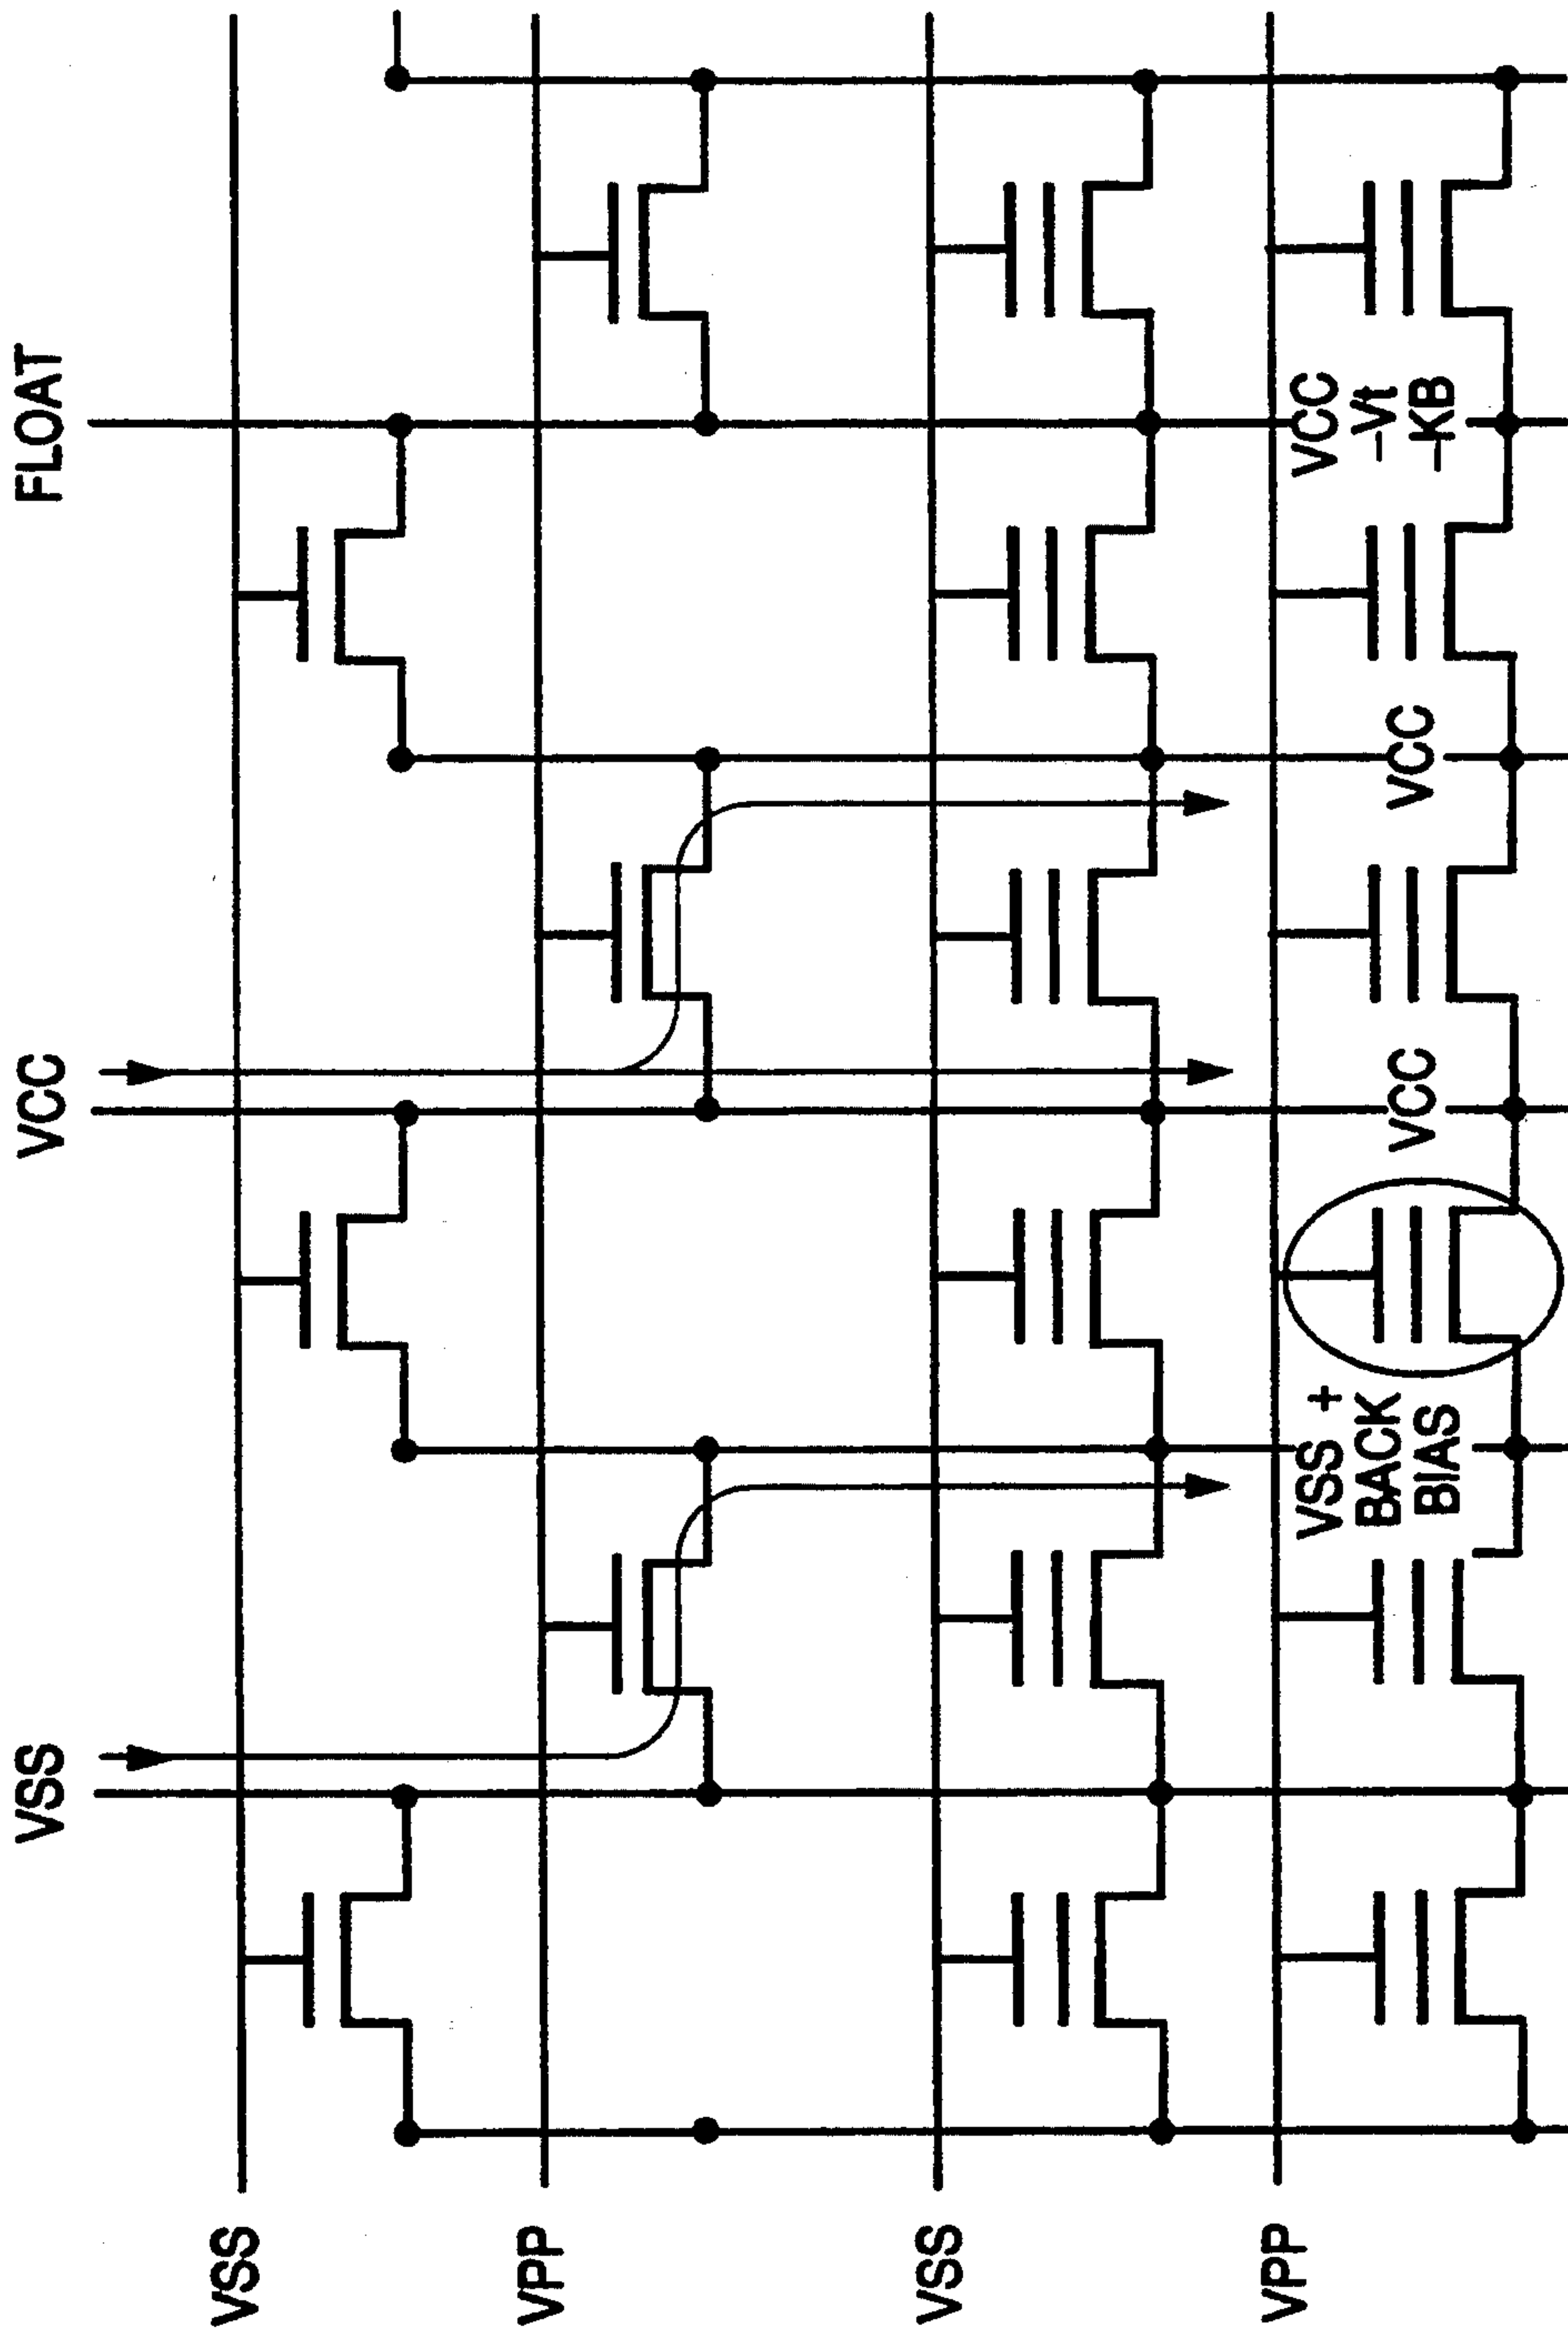 VSS
VCC
FLOAT
VSS
VPP
VSS
VPP
VSS +
BACK
BIAS
VCC
VCC
VCC
–Vt
–KB